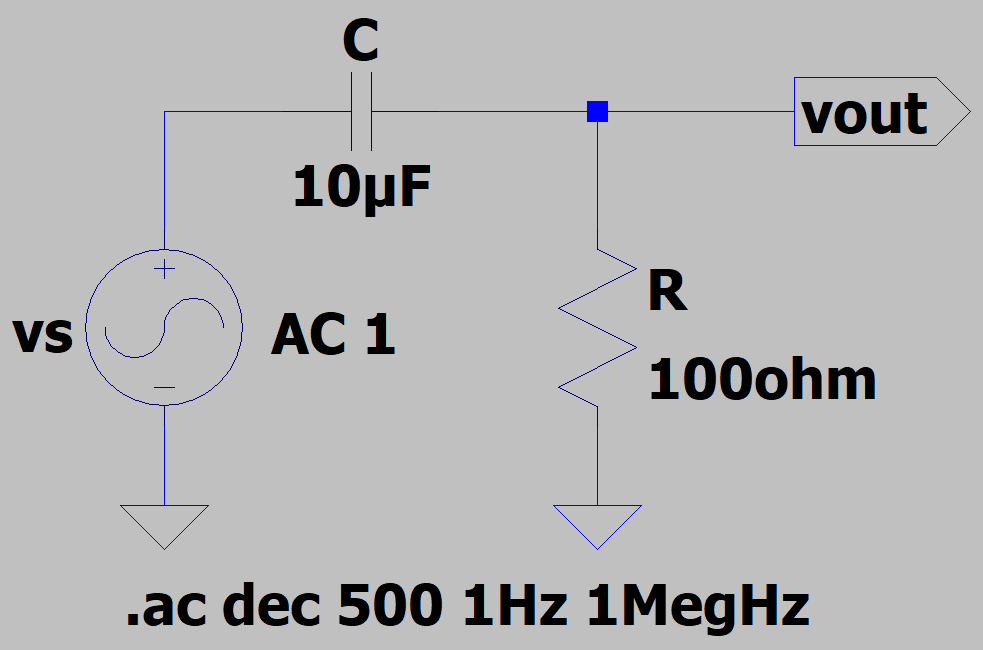 C
10µF
vout
vs
AC 1
R
100ohm
.ac dec 500 1Hz 1MegHz